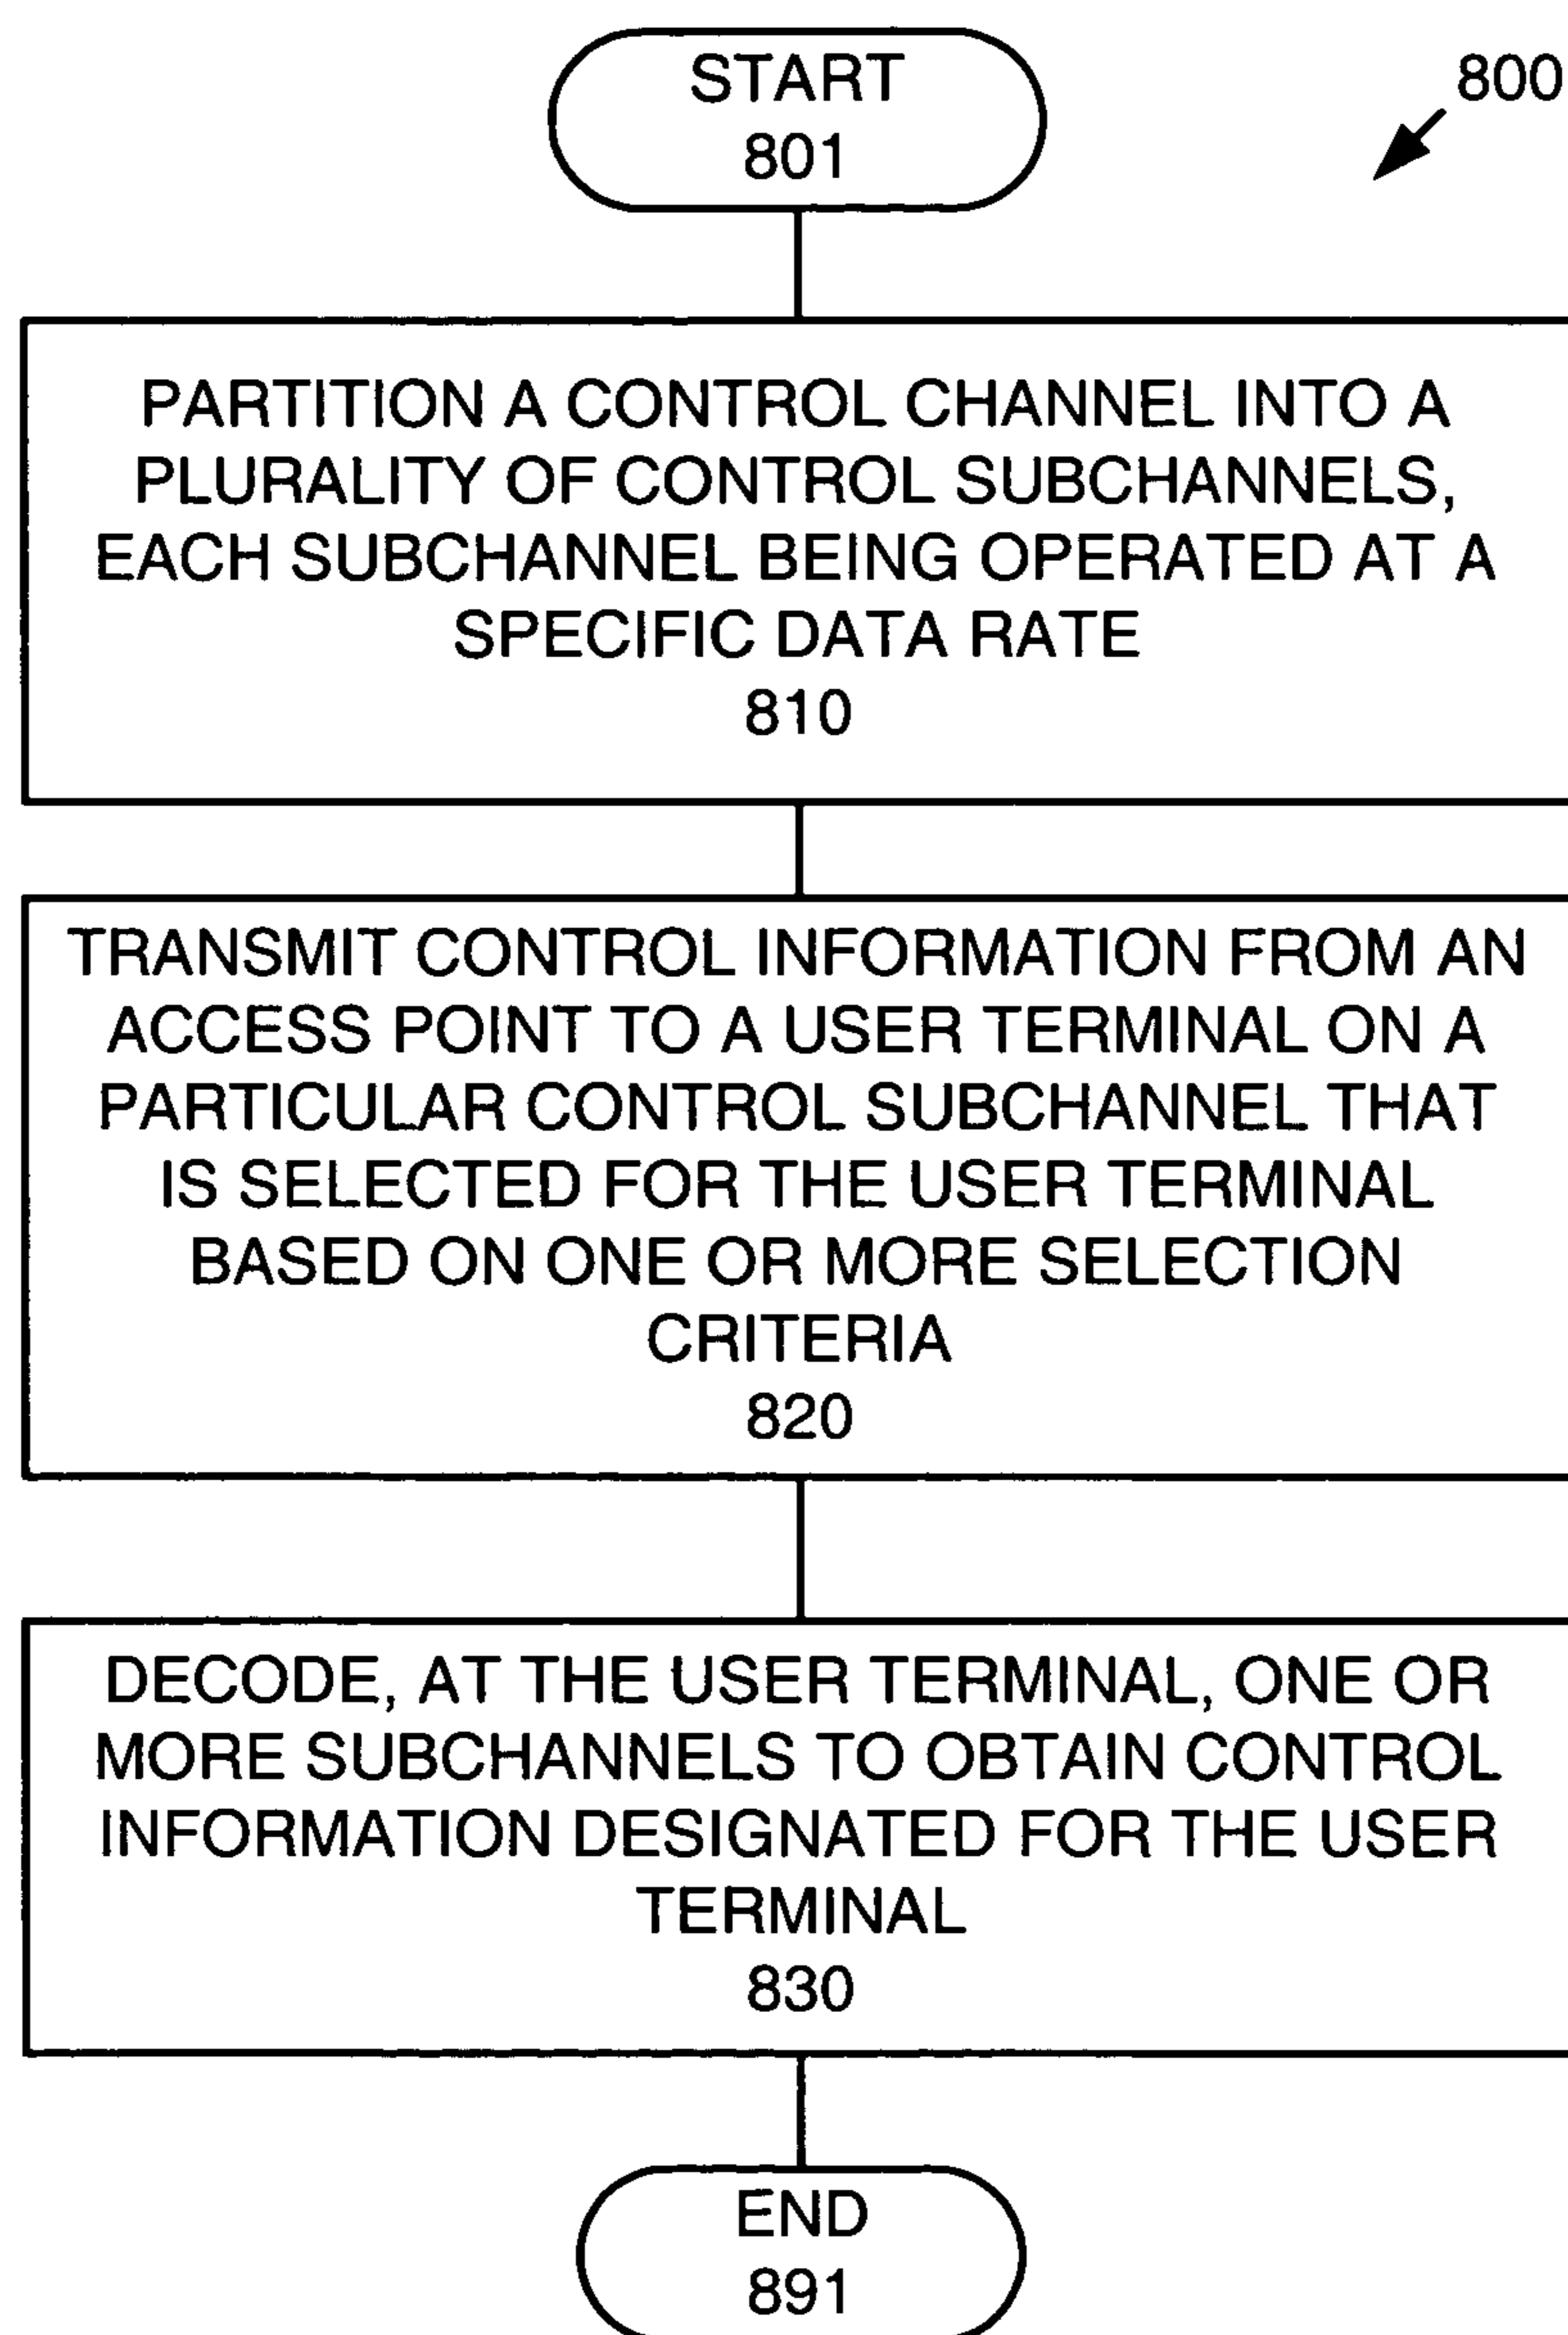 START
801
800
PARTITION A CONTROL CHANNEL INTO A
PLURALITY OF CONTROL SUBCHANNELS,
EACH SUBCHANNEL BEING OPERATED AT A
SPECIFIC DATA RATE
810
TRANSMIT CONTROL INFORMATION FROM AN
ACCESS POINT TO A USER TERMINAL ON A
PARTICULAR CONTROL SUBCHANNEL THAT
IS SELECTED FOR THE USER TERMINAL
BASED ON ONE OR MORE SELECTION
CRITERIA
820
DECODE, AT THE USER TERMINAL, ONE OR
MORE SUBCHANNELS TO OBTAIN CONTROL
INFORMATION DESIGNATED FOR THE USER
TERMINAL
830
END
891